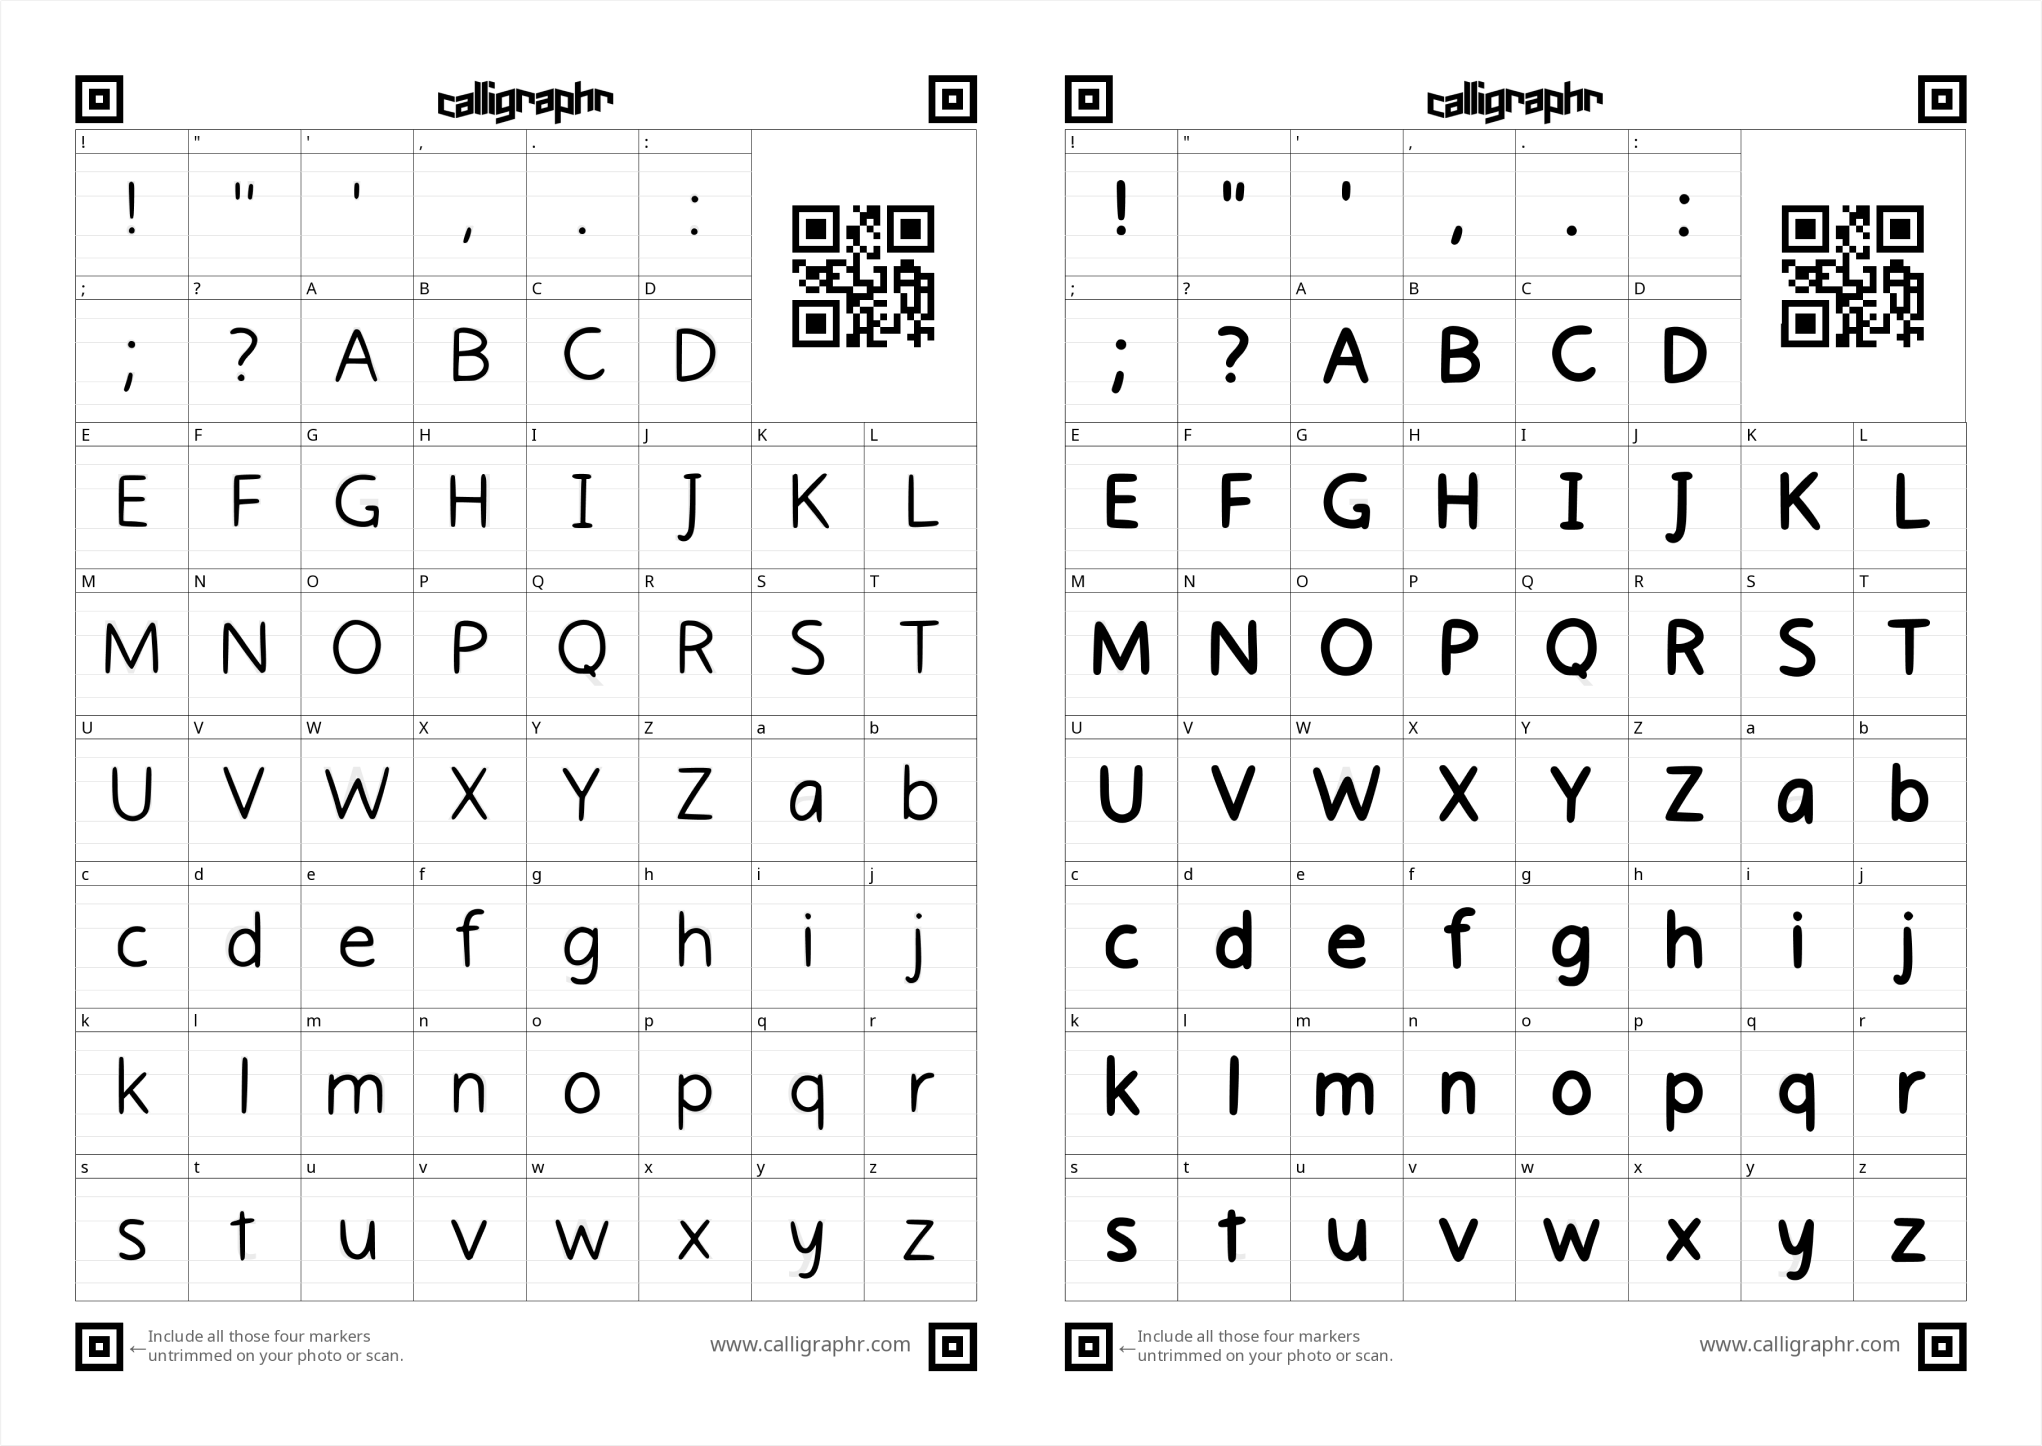 calligraphr
! " ' , . :
! " ' , . :
; ? A B C D
; ? A B C D
E F G H I J K L
E F G H I J K L
M N O P Q R S T
M N O P Q R S T
U V W X Y Z a b
U V W X Y Z a b
c d e f g h i j
c d e f g h i j
k l m n o p q r
k l m n o p q r
s t u v w x y z
s t u v w x y z
←Include all those four markers
untrimmed on your photo or scan.
www.calligraphr.com
calligraphr
! " ' , . :
! " ' , . :
; ? A B C D
; ? A B C D
E F G H I J K L
E F G H I J K L
M N O P Q R S T
M N O P Q R S T
U V W X Y Z a b
U V W X Y Z a b
c d e f g h i j
c d e f g h i j
k l m n o p q r
k l m n o p q r
s t u v w x y z
s t u v w x y z
←Include all those four markers
untrimmed on your photo or scan.
www.calligraphr.com